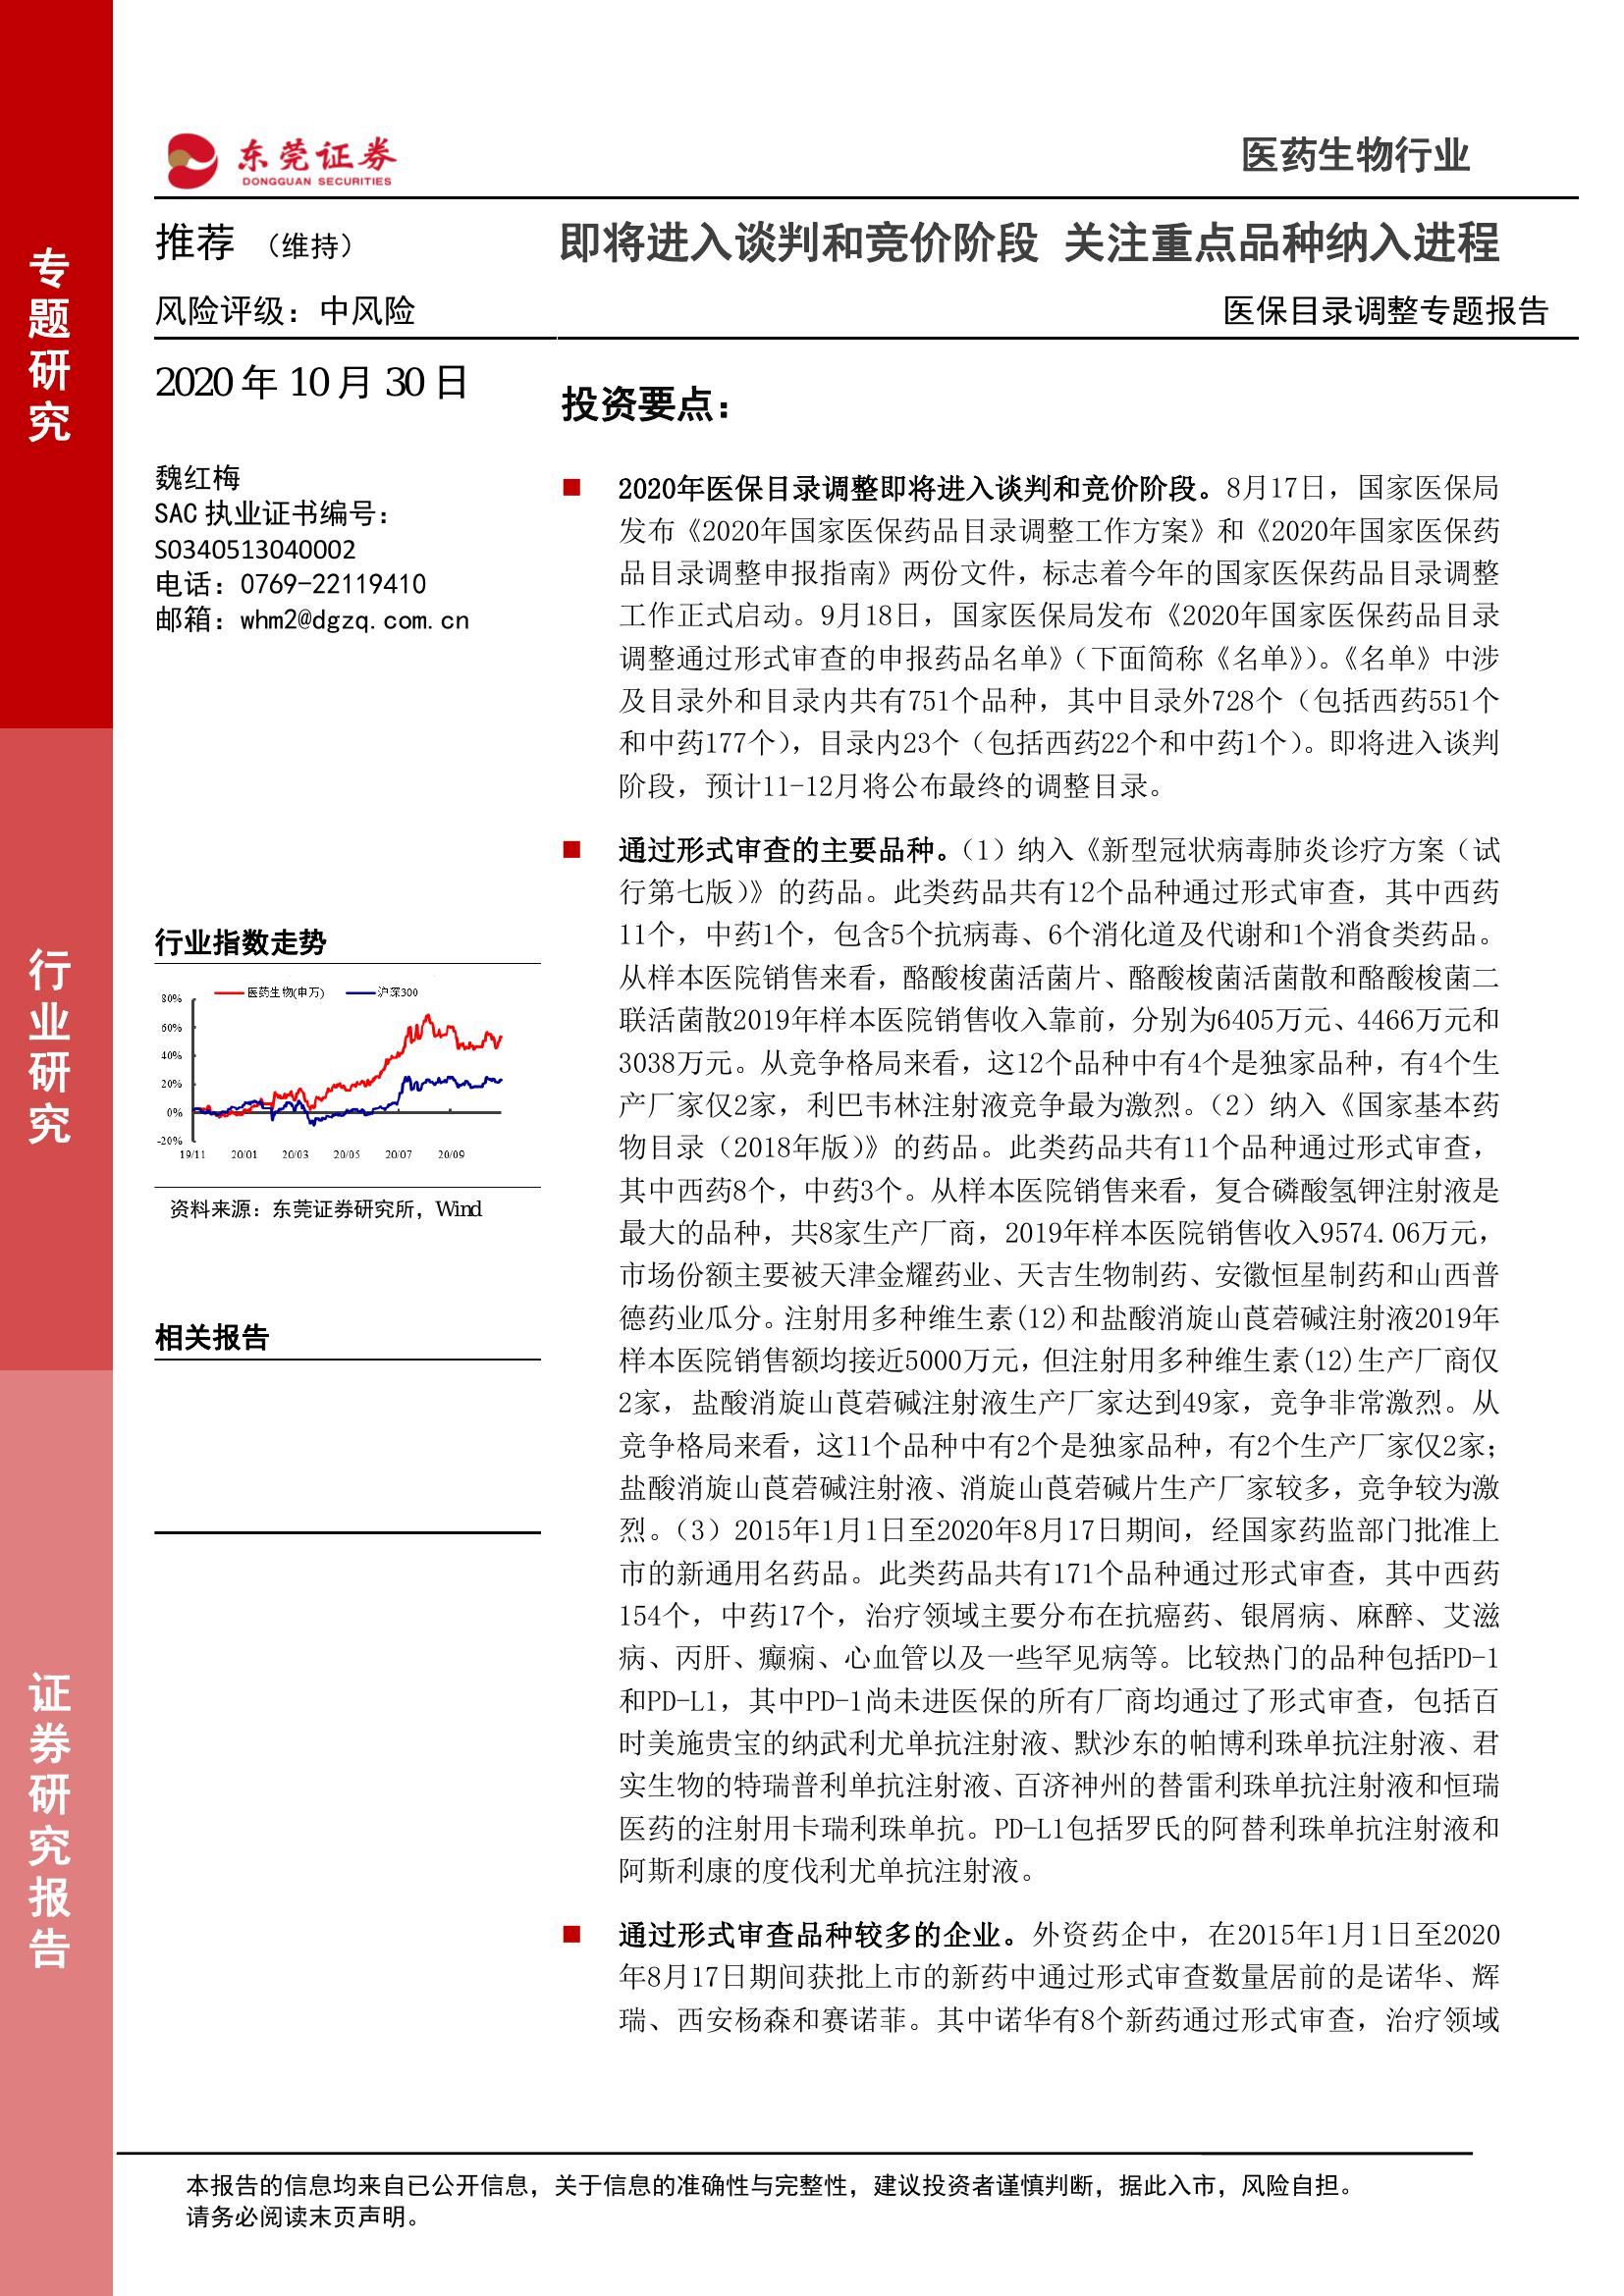 专题研究
行业研究
证券研究报告
东莞证券
DONGGUAN SECURITIES
医药生物行业
推荐（维持）
即将进入谈判和竞价阶段 关注重点品种纳入进程
风险评级：中风险
医保目录调整专题报告
2020 年 10 月 30 日
魏红梅
SAC 执业证书编号：
S0340513040002
电话：0769-22119410
邮箱：whm2@dgzq.com.cn
行业指数走势
医药生物(申万) 沪深300
80%
60%
40%
20%
0%
-20%
19/11 20/01 20/03 20/05 20/07 20/09
资料来源：东莞证券研究所，Wind
相关报告
投资要点：
2020年医保目录调整即将进入谈判和竞价阶段。8月17日，国家医保局
发布《2020年国家医保药品目录调整工作方案》和《2020年国家医保药
品目录调整申报指南》两份文件，标志着今年的国家医保药品目录调整
工作正式启动。9月18日，国家医保局发布《2020年国家医保药品目录
调整通过形式审查的申报药品名单》（下面简称《名单》）。《名单》中涉
及目录外和目录内共有751个品种，其中目录外728个（包括西药551个
和中药177个），目录内23个（包括西药22个和中药1个）。即将进入谈判
阶段，预计11-12月将公布最终的调整目录。
通过形式审查的主要品种。（1）纳入《新型冠状病毒肺炎诊疗方案（试
行第七版）》的药品。此类药品共有12个品种通过形式审查，其中西药
11个，中药1个，包含5个抗病毒、6个消化道及代谢和1个消食类药品。
从样本医院销售来看，酪酸梭菌活菌片、酪酸梭菌活菌散和酪酸梭菌二
联活菌散2019年样本医院销售收入靠前，分别为6405万元、4466万元和
3038万元。从竞争格局来看，这12个品种中有4个是独家品种，有4个生
产厂家仅2家，利巴韦林注射液竞争最为激烈。（2）纳入《国家基本药
物目录（2018年版）》的药品。此类药品共有11个品种通过形式审查，
其中西药8个，中药3个。从样本医院销售来看，复合磷酸氢钾注射液是
最大的品种，共8家生产厂商，2019年样本医院销售收入9574.06万元，
市场份额主要被天津金耀药业、天吉生物制药、安徽恒星制药和山西普
德药业瓜分。注射用多种维生素(12)和盐酸消旋山莨菪碱注射液2019年
样本医院销售额均接近5000万元，但注射用多种维生素(12)生产厂商仅
2家，盐酸消旋山莨菪碱注射液生产厂家达到49家，竞争非常激烈。从
竞争格局来看，这11个品种中有2个是独家品种，有2个生产厂家仅2家；
盐酸消旋山莨菪碱注射液、消旋山莨菪碱片生产厂家较多，竞争较为激
烈。（3）2015年1月1日至2020年8月17日期间，经国家药监部门批准上
市的新通用名药品。此类药品共有171个品种通过形式审查，其中西药
154个，中药17个，治疗领域主要分布在抗癌药、银屑病、麻醉、艾滋
病、丙肝、癫痫、心血管以及一些罕见病等。比较热门的品种包括PD-1
和PD-L1，其中PD-1尚未进医保的所有厂商均通过了形式审查，包括百
时美施贵宝的纳武利尤单抗注射液、默沙东的帕博利珠单抗注射液、君
实生物的特瑞普利单抗注射液、百济神州的替雷利珠单抗注射液和恒瑞
医药的注射用卡瑞利珠单抗。PD-L1包括罗氏的阿替利珠单抗注射液和
阿斯利康的度伐利尤单抗注射液。
通过形式审查品种较多的企业。外资药企中，在2015年1月1日至2020
年8月17日期间获批上市的新药中通过形式审查数量居前的是诺华、辉
瑞、西安杨森和赛诺菲。其中诺华有8个新药通过形式审查，治疗领域
本报告的信息均来自已公开信息，关于信息的准确性与完整性，建议投资者谨慎判断，据此入市，风险自担。
请务必阅读末页声明。